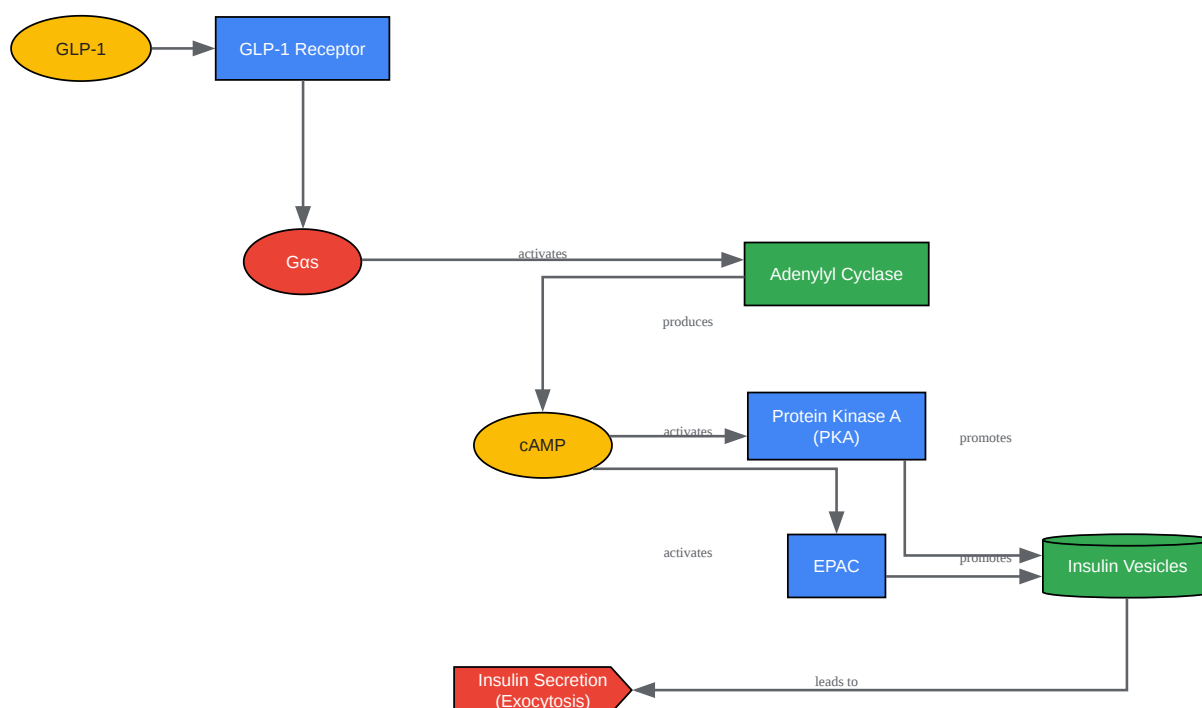 GLP-1
GLP-1 Receptor
Gαs
activates
Adenylyl Cyclase
produces
cAMP
activates
Protein Kinase A
(PKA)
promotes
activates
EPAC
promotes
Insulin Vesicles
Insulin Secretion
(Exocytosis)
leads to